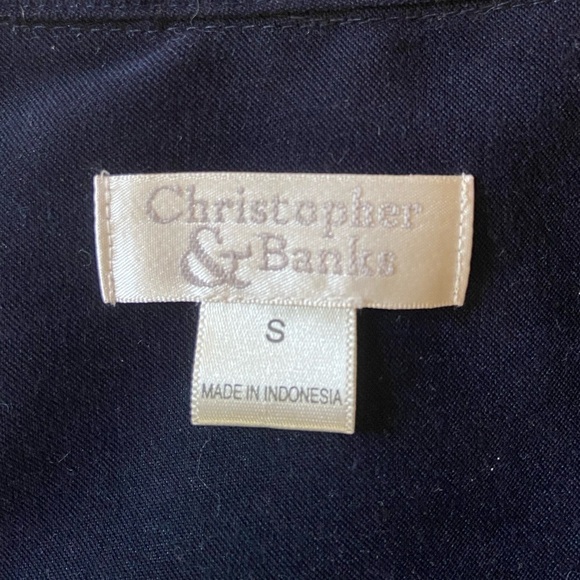 Christopher
& Banks
S
MADE IN INDONESIA